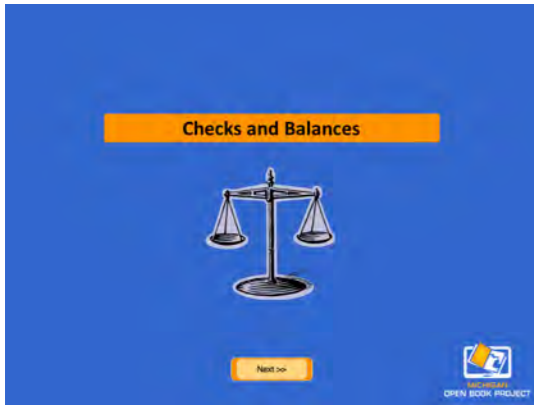 Checks and Balances
Next >>
MICHIGAN
OPEN BOOK PROJECT